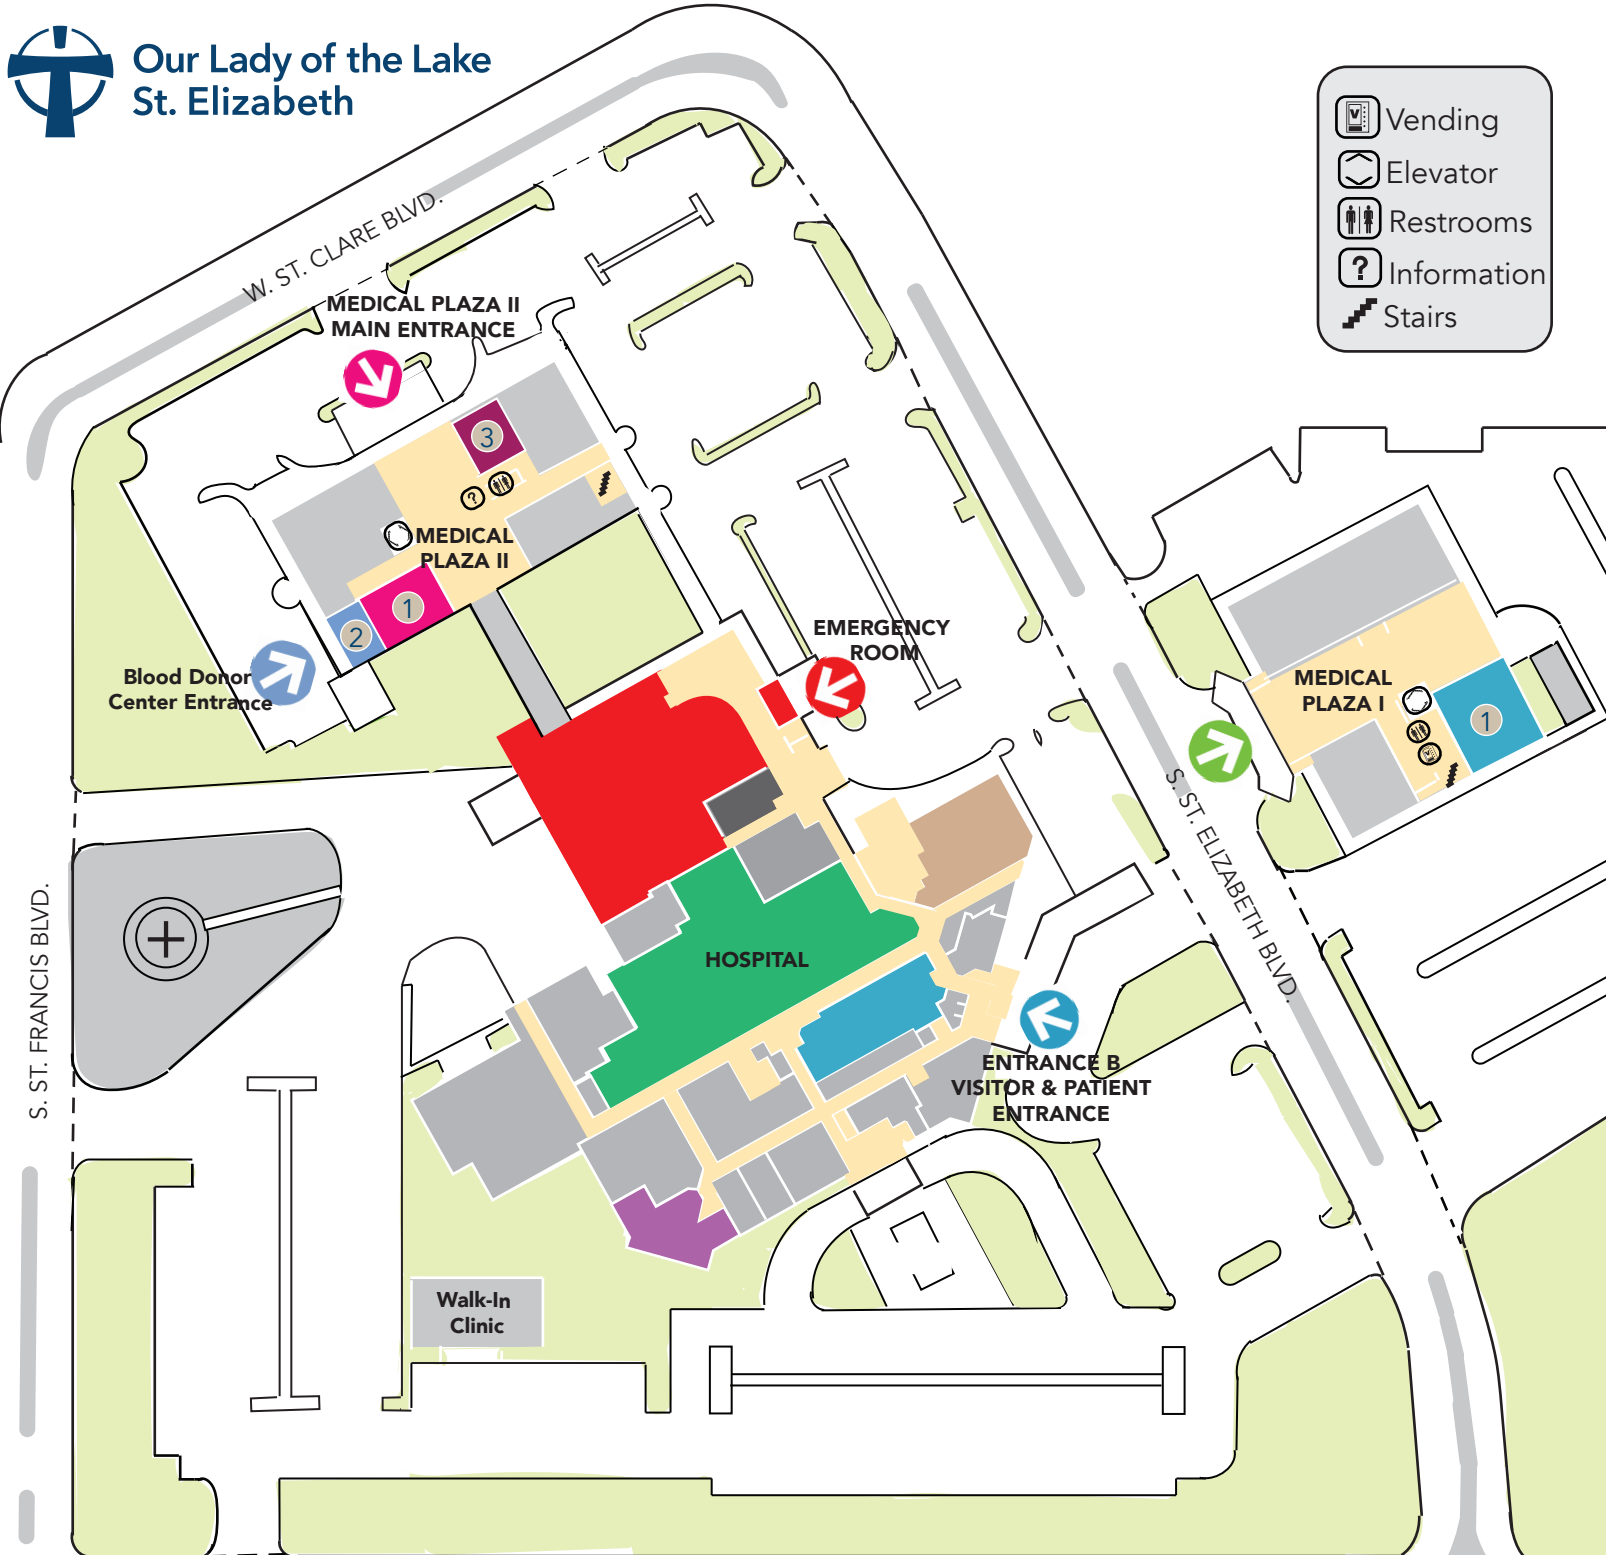 Our Lady of the Lake
St. Elizabeth
Vending
Elevator
Restrooms
? Information
Stairs
W. ST. CLARE BLVD.
MEDICAL PLAZA II
MAIN ENTRANCE
3
?
MEDICAL
PLAZA II
1
2
Blood Donor
Center Entrance
EMERGENCY
ROOM
MEDICAL
PLAZA I
1
S. ST. ELIZABETH BLVD.
S. ST. FRANCIS BLVD.
HOSPITAL
ENTRANCE B
VISITOR & PATIENT
ENTRANCE
Walk-In
Clinic